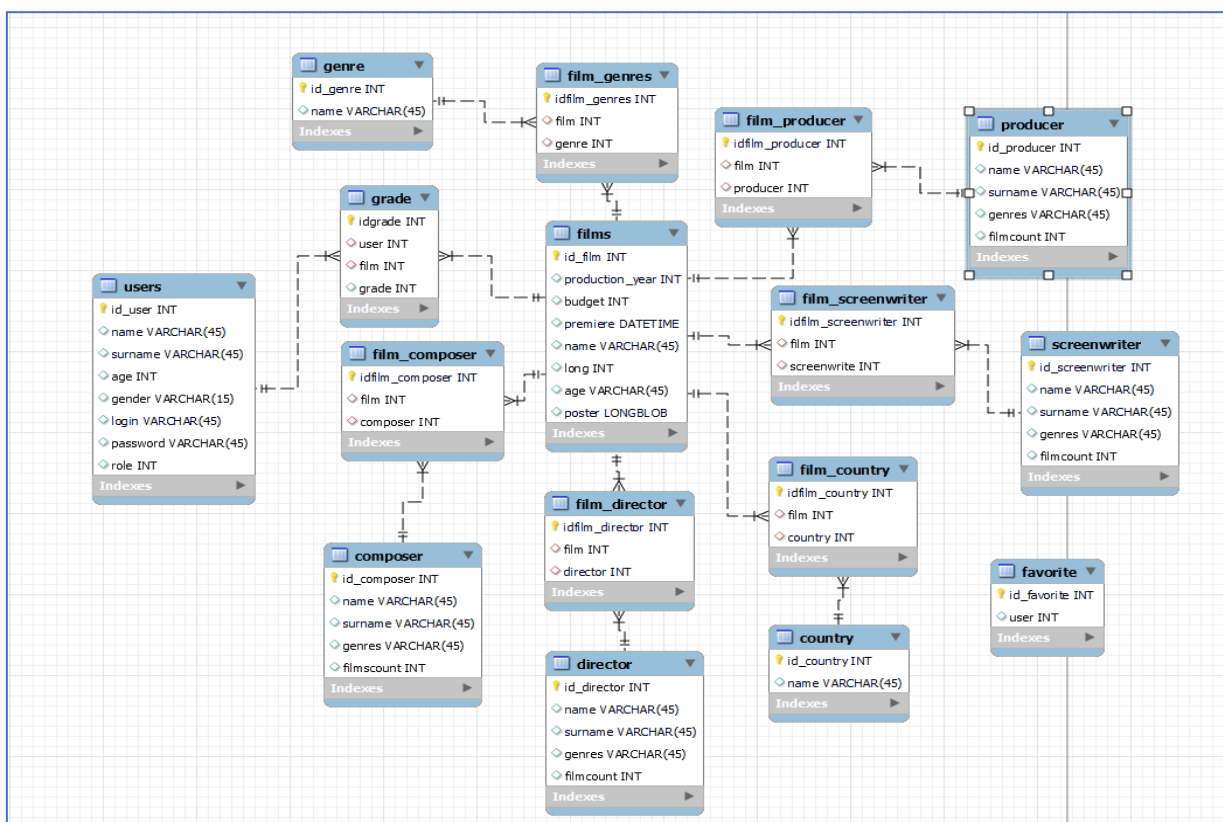 genre
id_genre INT
name VARCHAR(45)
Indexes
film_genres
idfilm_genres INT
film INT
genre INT
Indexes
film_producer
idfilm_producer INT
film INT
producer INT
Indexes
producer
id_producer INT
name VARCHAR(45)
surname VARCHAR(45)
genres VARCHAR(45)
filmcount INT
Indexes
grade
idgrade INT
user INT
film INT
grade INT
Indexes
films
id_film INT
production_year INT
budget INT
premiere DATETIME
name VARCHAR(45)
long INT
age VARCHAR(45)
poster LONGBLOB
Indexes
users
id_user INT
name VARCHAR(45)
surname VARCHAR(45)
age INT
gender VARCHAR(15)
login VARCHAR(45)
password VARCHAR(45)
role INT
Indexes
film_screenwriter
idfilm_screenwriter INT
film INT
screenwrite INT
Indexes
screenwriter
id_screenwriter INT
name VARCHAR(45)
surname VARCHAR(45)
genres VARCHAR(45)
filmcount INT
Indexes
film_composer
idfilm_composer INT
film INT
composer INT
Indexes
film_country
idfilm_country INT
film INT
country INT
Indexes
film_director
idfilm_director INT
film INT
director INT
Indexes
composer
id_composer INT
name VARCHAR(45)
surname VARCHAR(45)
genres VARCHAR(45)
filmscount INT
Indexes
favorite
id_favorite INT
user INT
Indexes
country
id_country INT
name VARCHAR(45)
Indexes
director
id_director INT
name VARCHAR(45)
surname VARCHAR(45)
genres VARCHAR(45)
filmcount INT
Indexes